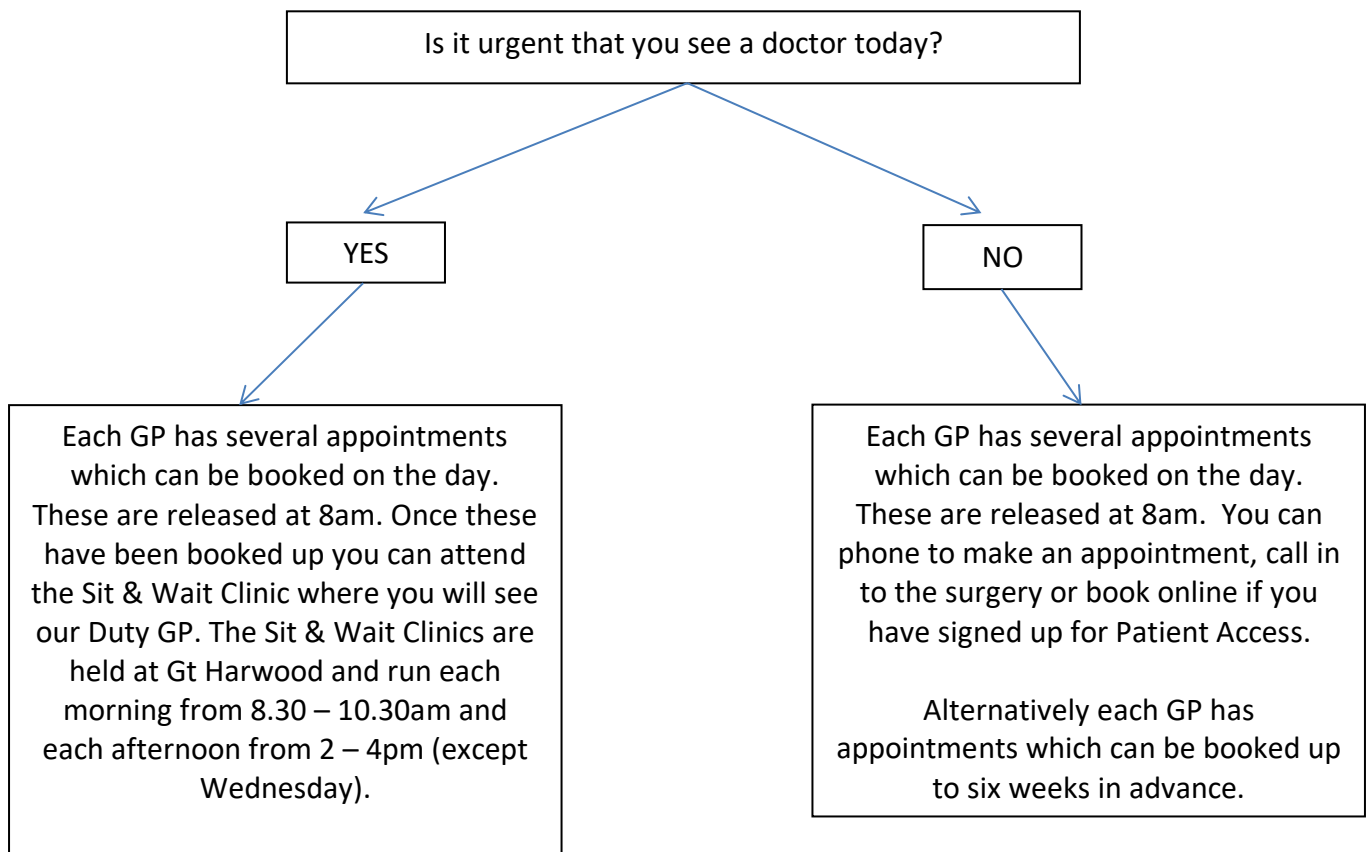 Is it urgent that you see a doctor today?
YES
NO
Each GP has several appointments
which can be booked on the day.
These are released at 8am. Once these
have been booked up you can attend
the Sit & Wait Clinic where you will see
our Duty GP. The Sit & Wait Clinics are
held at Gt Harwood and run each
morning from 8.30 – 10.30am and
each afternoon from 2 – 4pm (except
Wednesday).
Each GP has several appointments
which can be booked on the day.
These are released at 8am.  You can
phone to make an appointment, call in
to the surgery or book online if you
have signed up for Patient Access.
Alternatively each GP has
appointments which can be booked up
to six weeks in advance.